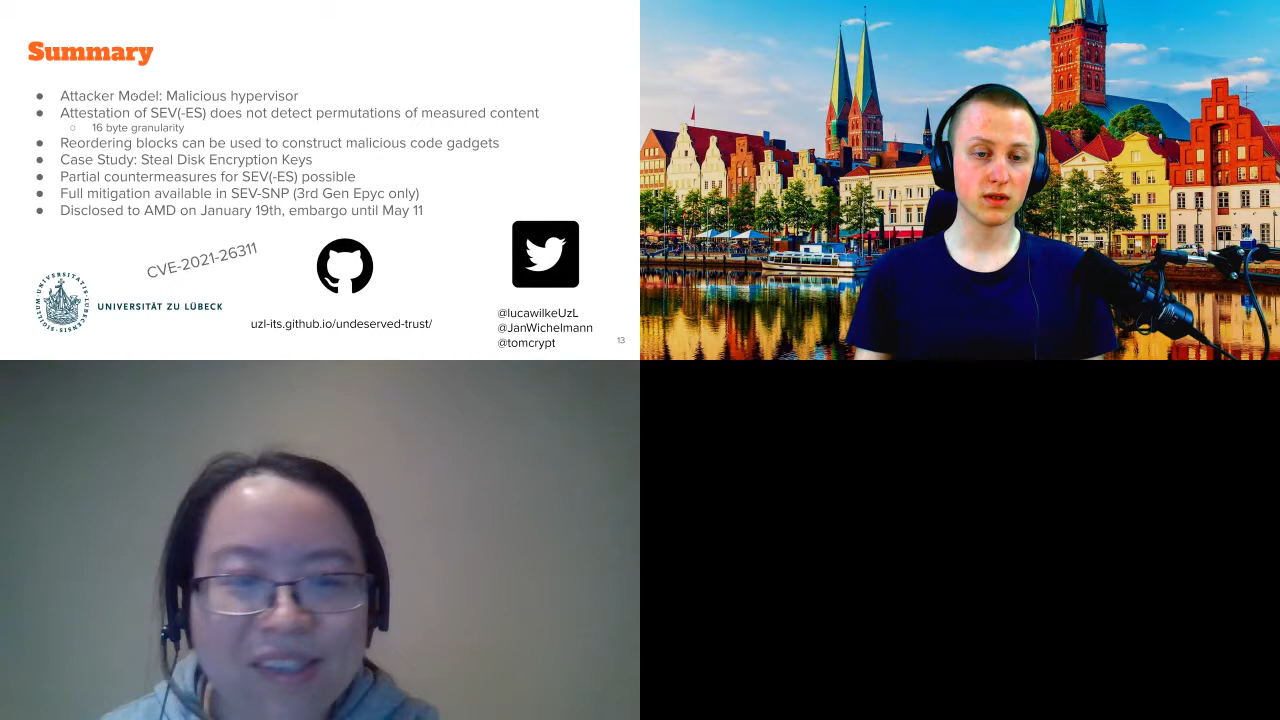 Summary
Attacker Model: Malicious hypervisor
Attestation of SEV(-ES) does not detect permutations of measured content
16 byte granularity
Reordering blocks can be used to construct malicious code gadgets
Case Study: Steal Disk Encryption Keys
Partial countermeasures for SEV(-ES) possible
Full mitigation available in SEV-SNP (3rd Gen Epyc only)
Disclosed to AMD on January 19th, embargo until May 11
CVE-2021-26311
UNIVERSITÄT ZU LÜBECK
uzl-its.github.io/undeserved-trust/
@lucawilkeUzL
@JanWichelmann
@tomcrypt
13